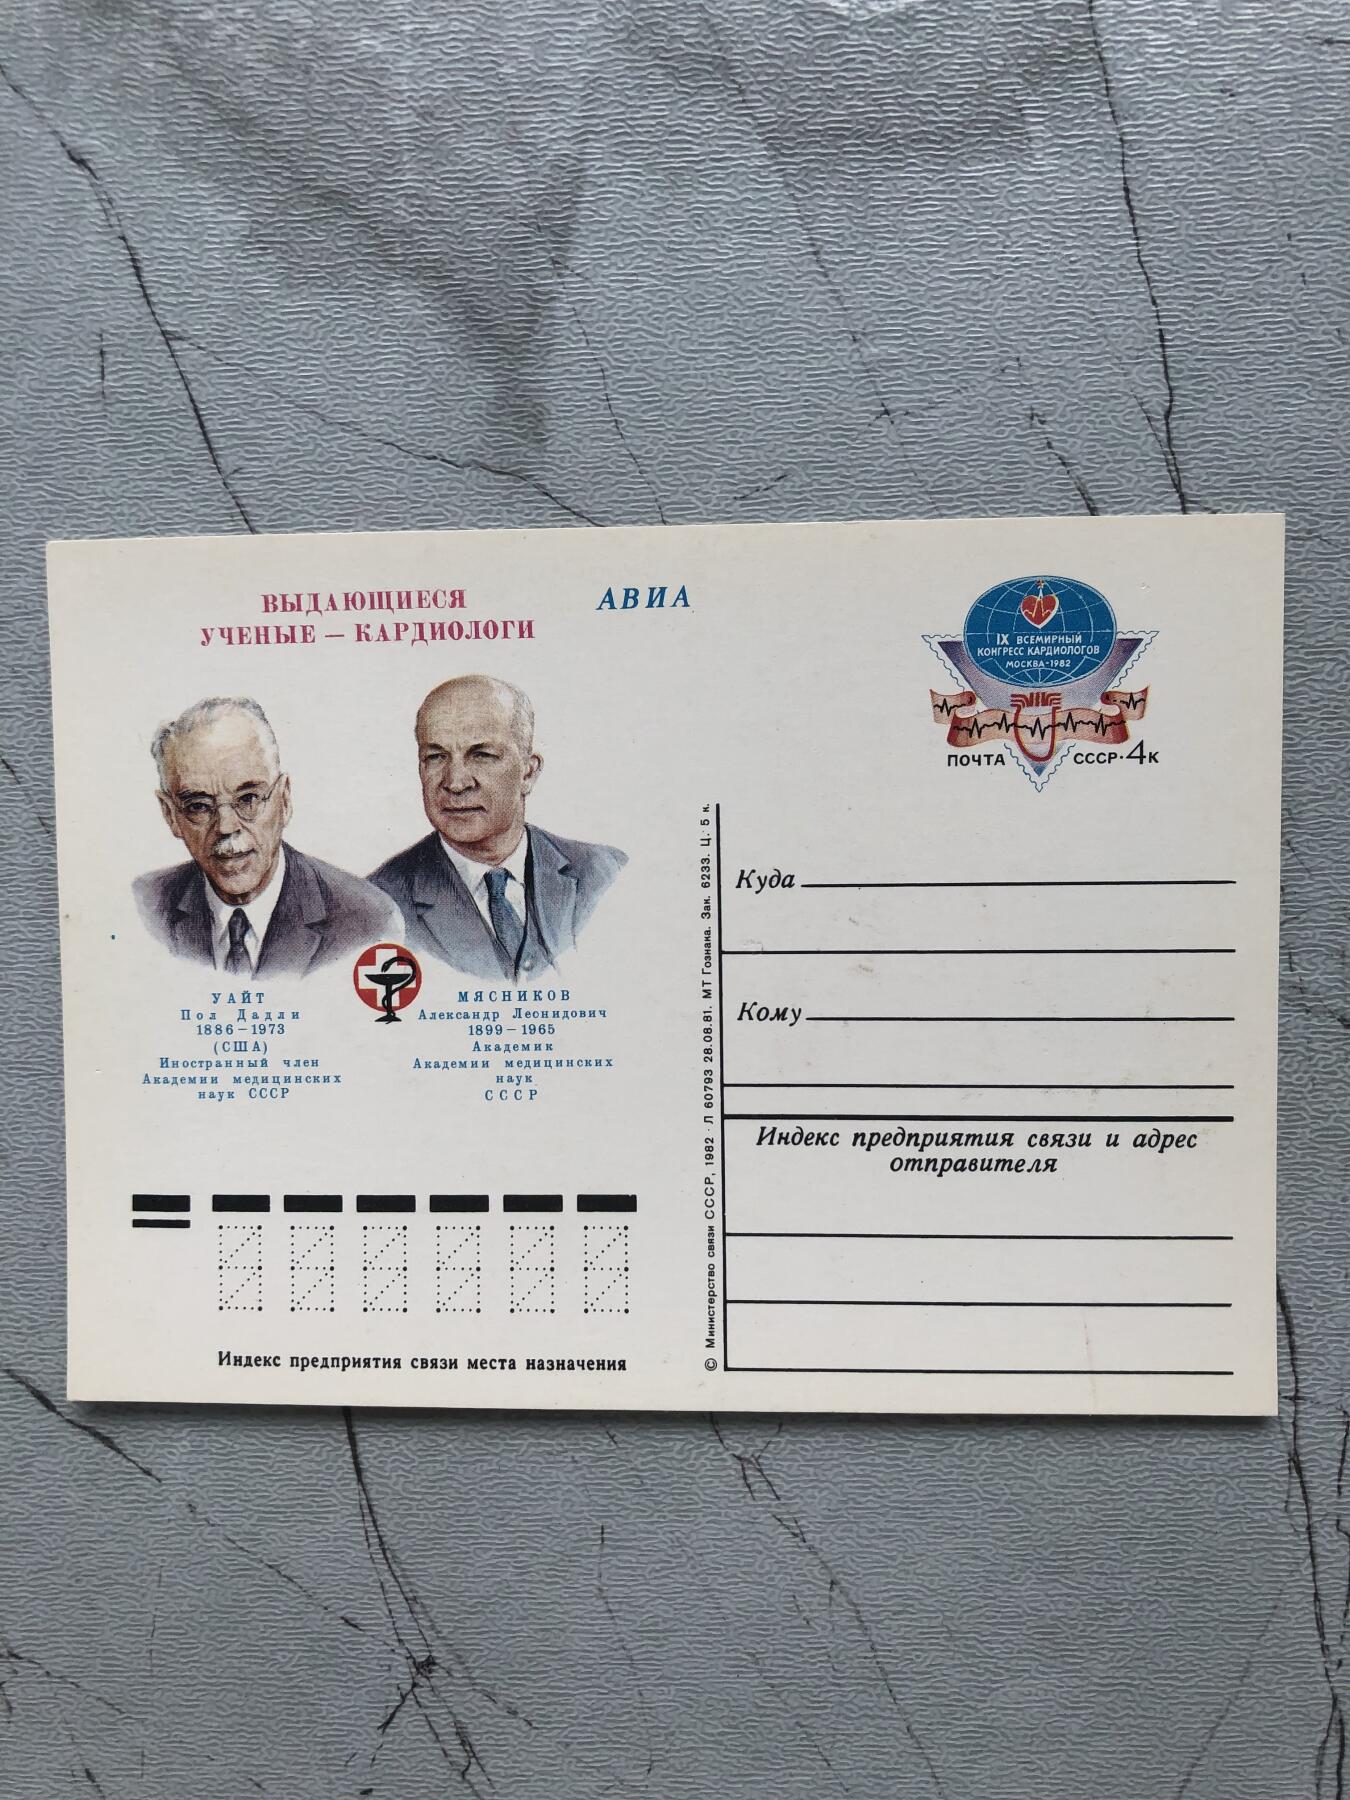 ВЫДАЮЩИЕСЯ
УЧЕНЫЕ — КАРДИОЛОГИ
АВИА
IX ВСЕМИРНЫЙ
КОНГРЕСС КАРДИОЛОГОВ
МОСКВА-1982
ПОЧТА СССР·4К
УАЙТ
Пол Дадли
1886–1973
(США)
Иностранный член
Академии медицинских
наук СССР
МЯСНИКОВ
Александр Леонидович
1899–1965
Академик
Академии медицинских
наук
СССР
Индекс предприятия связи места назначения
© Министерство связи СССР, 1982 · Л 60793 28.08.81. МТ Гознака. Зак. 6233. Ц. 5 к.
Куда
Кому
Индекс предприятия связи и адрес
отправителя